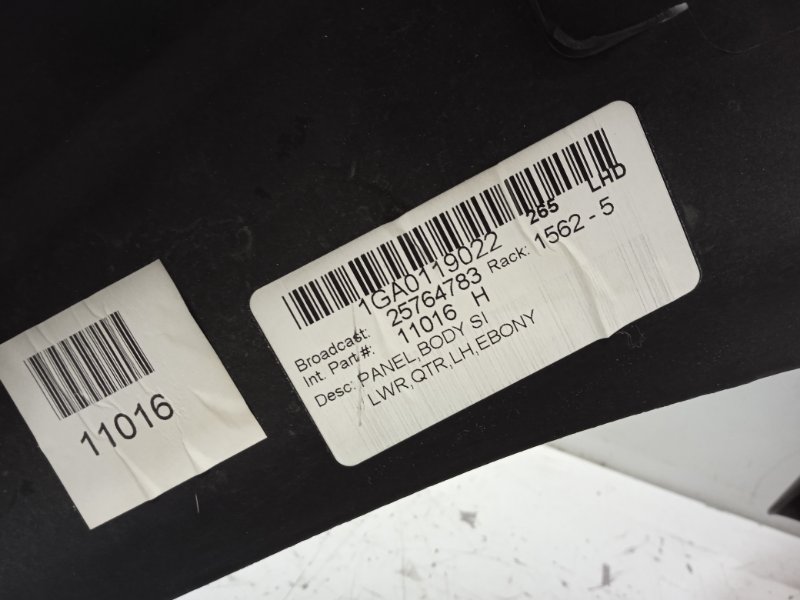 265 LHD
1GA0119022
Broadcast: 25764783 Rack: 1562 - 5
Int. Part#: 11016 H
Desc: PANEL,BODY SI
LWR,QTR,LH,EBONY
11016